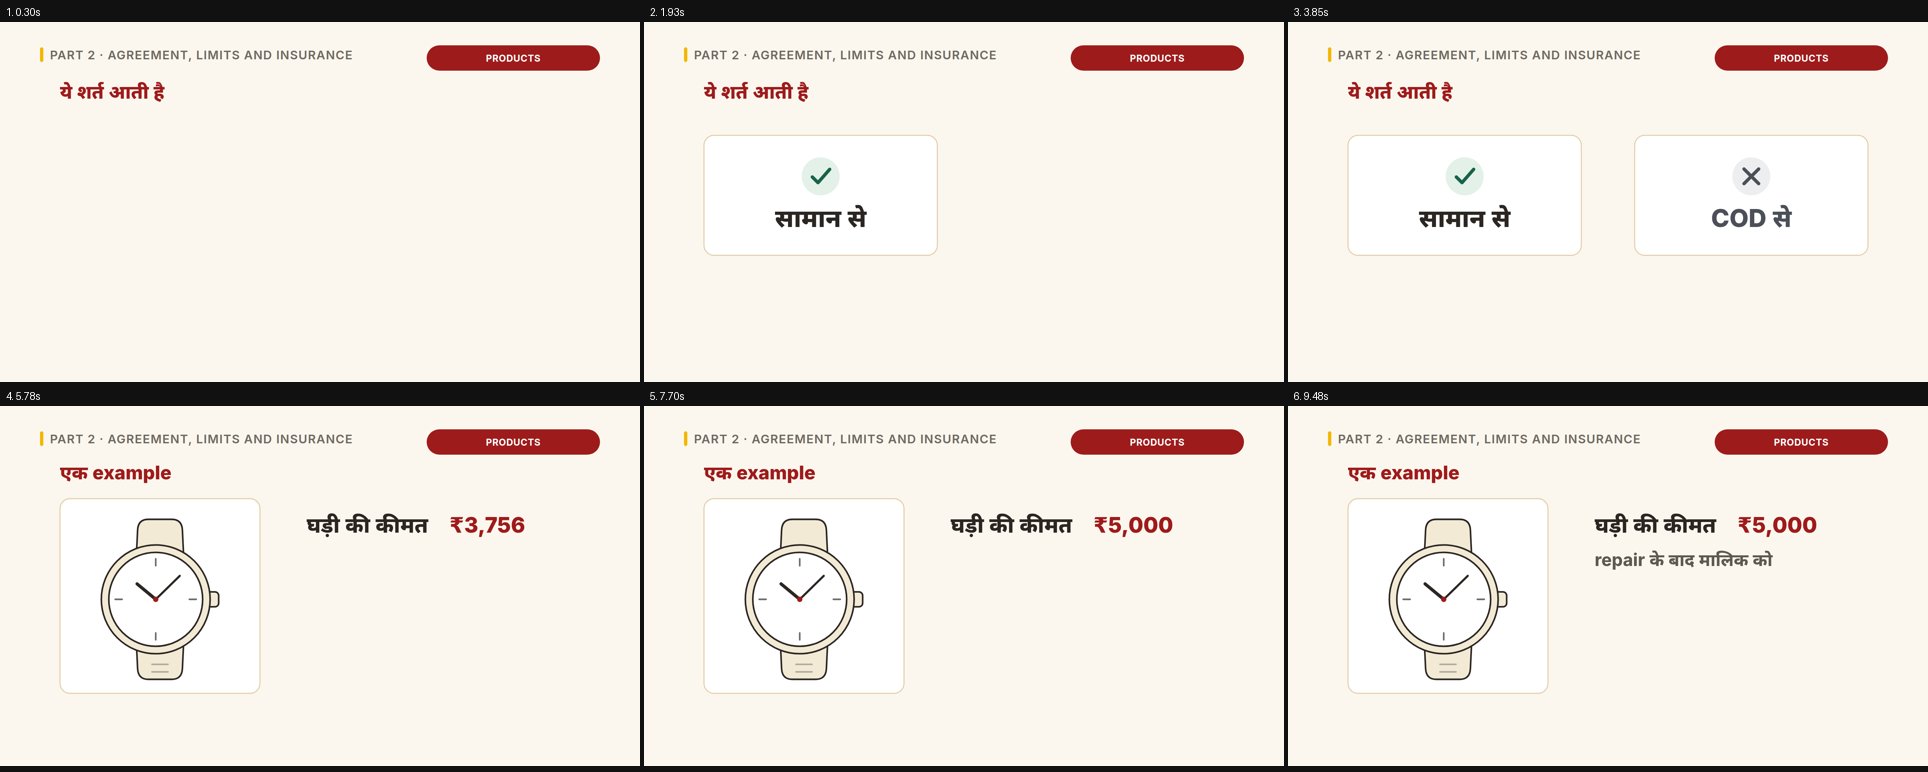 1. 0.30s
PART 2 · AGREEMENT, LIMITS AND INSURANCE
PRODUCTS
ये शर्त आती है
2. 1.93s
PART 2 · AGREEMENT, LIMITS AND INSURANCE
PRODUCTS
ये शर्त आती है
सामान से
3. 3.85s
PART 2 · AGREEMENT, LIMITS AND INSURANCE
PRODUCTS
ये शर्त आती है
सामान से
COD से
4. 5.78s
PART 2 · AGREEMENT, LIMITS AND INSURANCE
PRODUCTS
एक example
घड़ी की कीमत ₹3,756
5. 7.70s
PART 2 · AGREEMENT, LIMITS AND INSURANCE
PRODUCTS
एक example
घड़ी की कीमत ₹5,000
6. 9.48s
PART 2 · AGREEMENT, LIMITS AND INSURANCE
PRODUCTS
एक example
घड़ी की कीमत ₹5,000
repair के बाद मालिक को